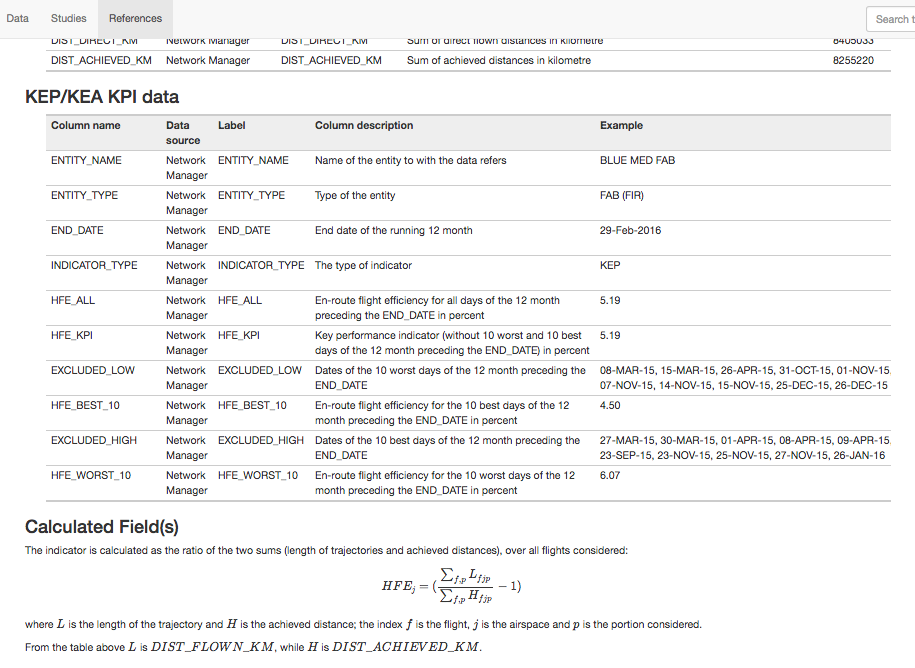 Data Studies References Search t
DIST_DIRECT_KM Network Manager DIST_DIRECT_KM Sum of direct flown distances in kilometre 8405033
DIST_ACHIEVED_KM Network Manager DIST_ACHIEVED_KM Sum of achieved distances in kilometre 8255220
KEP/KEA KPI data
Column name Data Label Column description Example
source
ENTITY_NAME Network ENTITY_NAME Name of the entity to with the data refers BLUE MED FAB
Manager
ENTITY_TYPE Network ENTITY_TYPE Type of the entity FAB (FIR)
Manager
END_DATE Network END_DATE End date of the running 12 month 29-Feb-2016
Manager
INDICATOR_TYPE Network INDICATOR_TYPE The type of indicator KEP
Manager
HFE_ALL Network HFE_ALL En-route flight efficiency for all days of the 12 month 5.19
Manager preceding the END_DATE in percent
HFE_KPI Network HFE_KPI Key performance indicator (without 10 worst and 10 best 5.19
Manager days of the 12 month preceding the END_DATE) in percent
EXCLUDED_LOW Network EXCLUDED_LOW Dates of the 10 worst days of the 12 month preceding the 08-MAR-15, 15-MAR-15, 26-APR-15, 31-OCT-15, 01-NOV-15,
Manager END_DATE 07-NOV-15, 14-NOV-15, 15-NOV-15, 25-DEC-15, 26-DEC-15
HFE_BEST_10 Network HFE_BEST_10 En-route flight efficiency for the 10 best days of the 12 4.50
Manager month preceding the END_DATE in percent
EXCLUDED_HIGH Network EXCLUDED_HIGH Dates of the 10 best days of the 12 month preceding the 27-MAR-15, 30-MAR-15, 01-APR-15, 08-APR-15, 09-APR-15,
Manager END_DATE 23-SEP-15, 23-NOV-15, 25-NOV-15, 27-NOV-15, 26-JAN-16
HFE_WORST_10 Network HFE_WORST_10 En-route flight efficiency for the 10 worst days of the 12 6.07
Manager month preceding the END_DATE in percent
Calculated Field(s)
The indicator is calculated as the ratio of the two sums (length of trajectories and achieved distances), over all flights considered:
HFE_j = (∑_{f,p} L_{fjp} / ∑_{f,p} H_{fjp} − 1)
where L is the length of the trajectory and H is the achieved distance; the index f is the flight, j is the airspace and p is the portion considered.
From the table above L is DIST_FLOWN_KM, while H is DIST_ACHIEVED_KM.